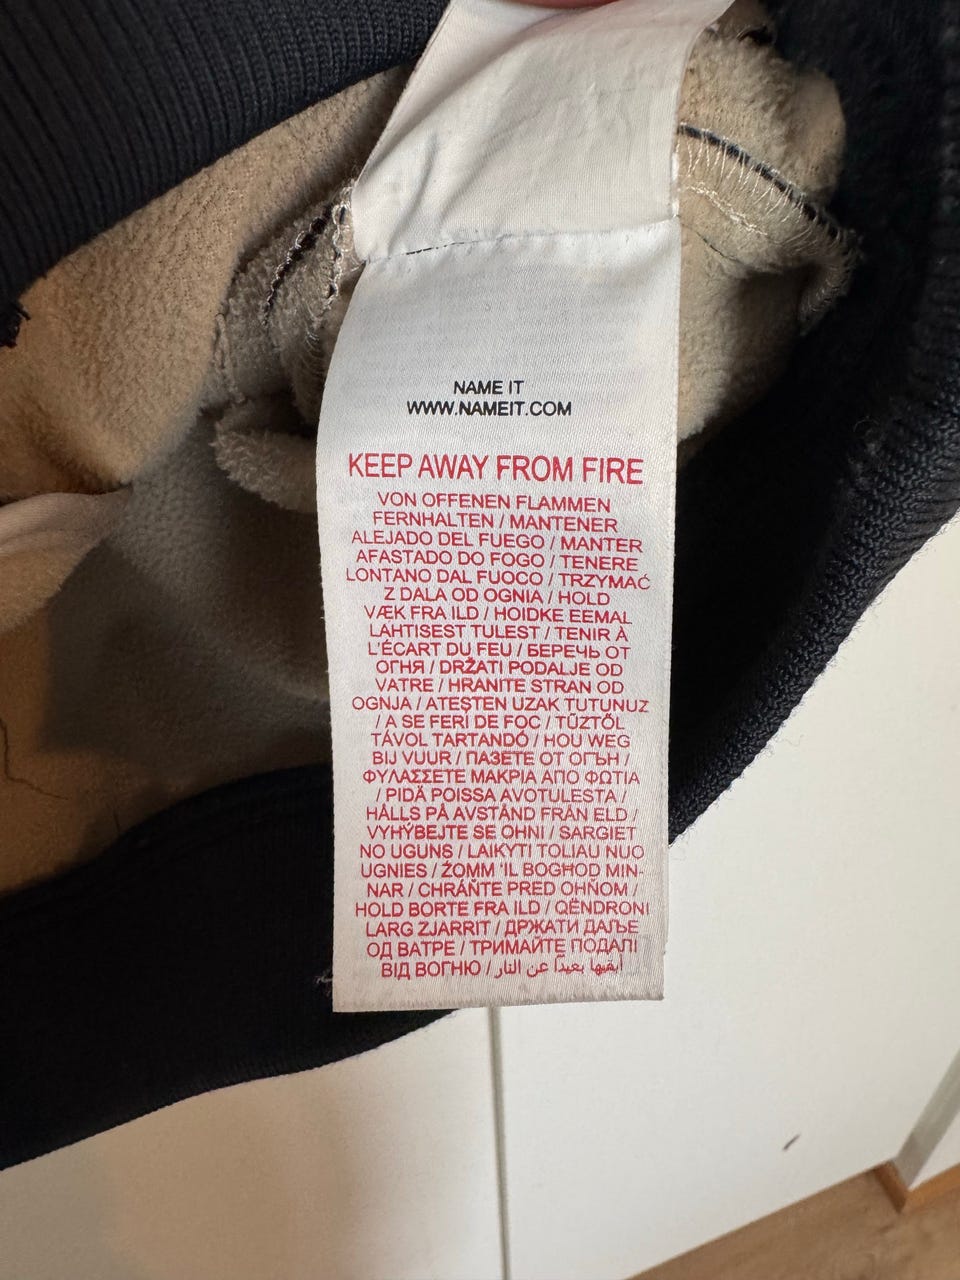 NAME IT
WWW.NAMEIT.COM
KEEP AWAY FROM FIRE
VON OFFENEN FLAMMEN
FERNHALTEN / MANTENER
ALEJADO DEL FUEGO / MANTER
AFASTADO DO FOGO / TENERE
LONTANO DAL FUOCO / TRZYMAĆ
Z DALA OD OGNIA / HOLD
VÆK FRA ILD / HOIDKE EEMAL
LAHTISEST TULEST / TENIR À
L'ÉCART DU FEU / БЕРЕЧЬ ОТ
ОГНЯ / DRŽATI PODALJE OD
VATRE / HRANITE STRAN OD
OGNJA / ATEŞTEN UZAK TUTUNUZ
/ A SE FERI DE FOC / TŰZTŐL
TÁVOL TARTANDÓ / HOU WEG
BIJ VUUR / ПАЗЕТЕ ОТ ОГЪН /
ΦΥΛΑΣΣΕΤΕ ΜΑΚΡΙΑ ΑΠΟ ΦΩΤΙΑ
/ PIDÄ POISSA AVOTULESTA /
HÅLLS PÅ AVSTÅND FRÅN ELD /
VYHÝBEJTE SE OHNI / SARGIET
NO UGUNS / LAIKYTI TOLIAU NUO
UGNIES / ŻOMM 'IL BOGĦOD MIN-
NAR / CHRÁŇTE PRED OHŇOM /
HOLD BORTE FRA ILD / QËNDRONI
LARG ZJARRIT / ДРЖАТИ ДАЉЕ
ОД ВАТРЕ / ТРИМАЙТЕ ПОДАЛІ
ВІД ВОГНЮ / أبقيها بعيداً عن النار